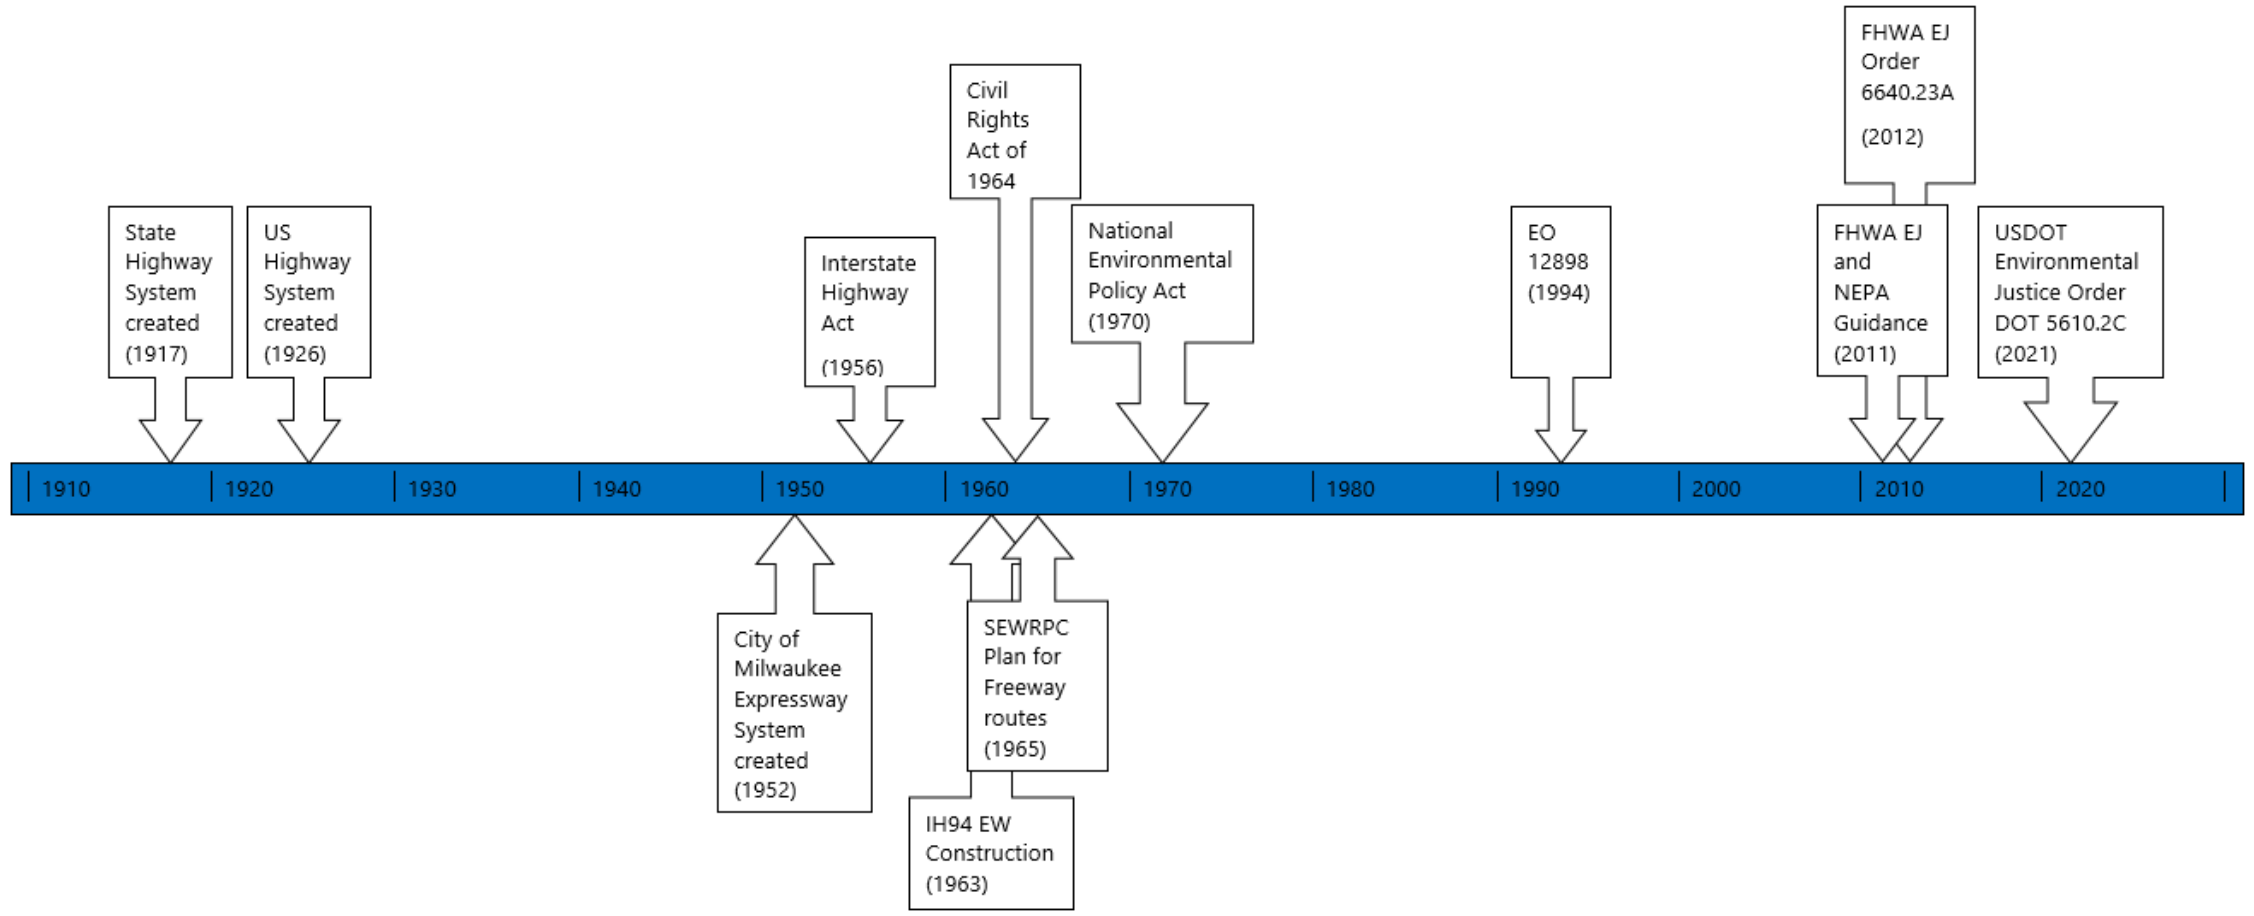 FHWA EJ
Order
6640.23A
(2012)
Civil
Rights
Act of
1964
State
Highway
System
created
(1917)
US
Highway
System
created
(1926)
Interstate
Highway
Act
(1956)
National
Environmental
Policy Act
(1970)
EO
12898
(1994)
FHWA EJ
and
NEPA
Guidance
(2011)
USDOT
Environmental
Justice Order
DOT 5610.2C
(2021)
1910 1920 1930 1940 1950 1960 1970 1980 1990 2000 2010 2020
City of
Milwaukee
Expressway
System
created
(1952)
SEWRPC
Plan for
Freeway
routes
(1965)
IH94 EW
Construction
(1963)